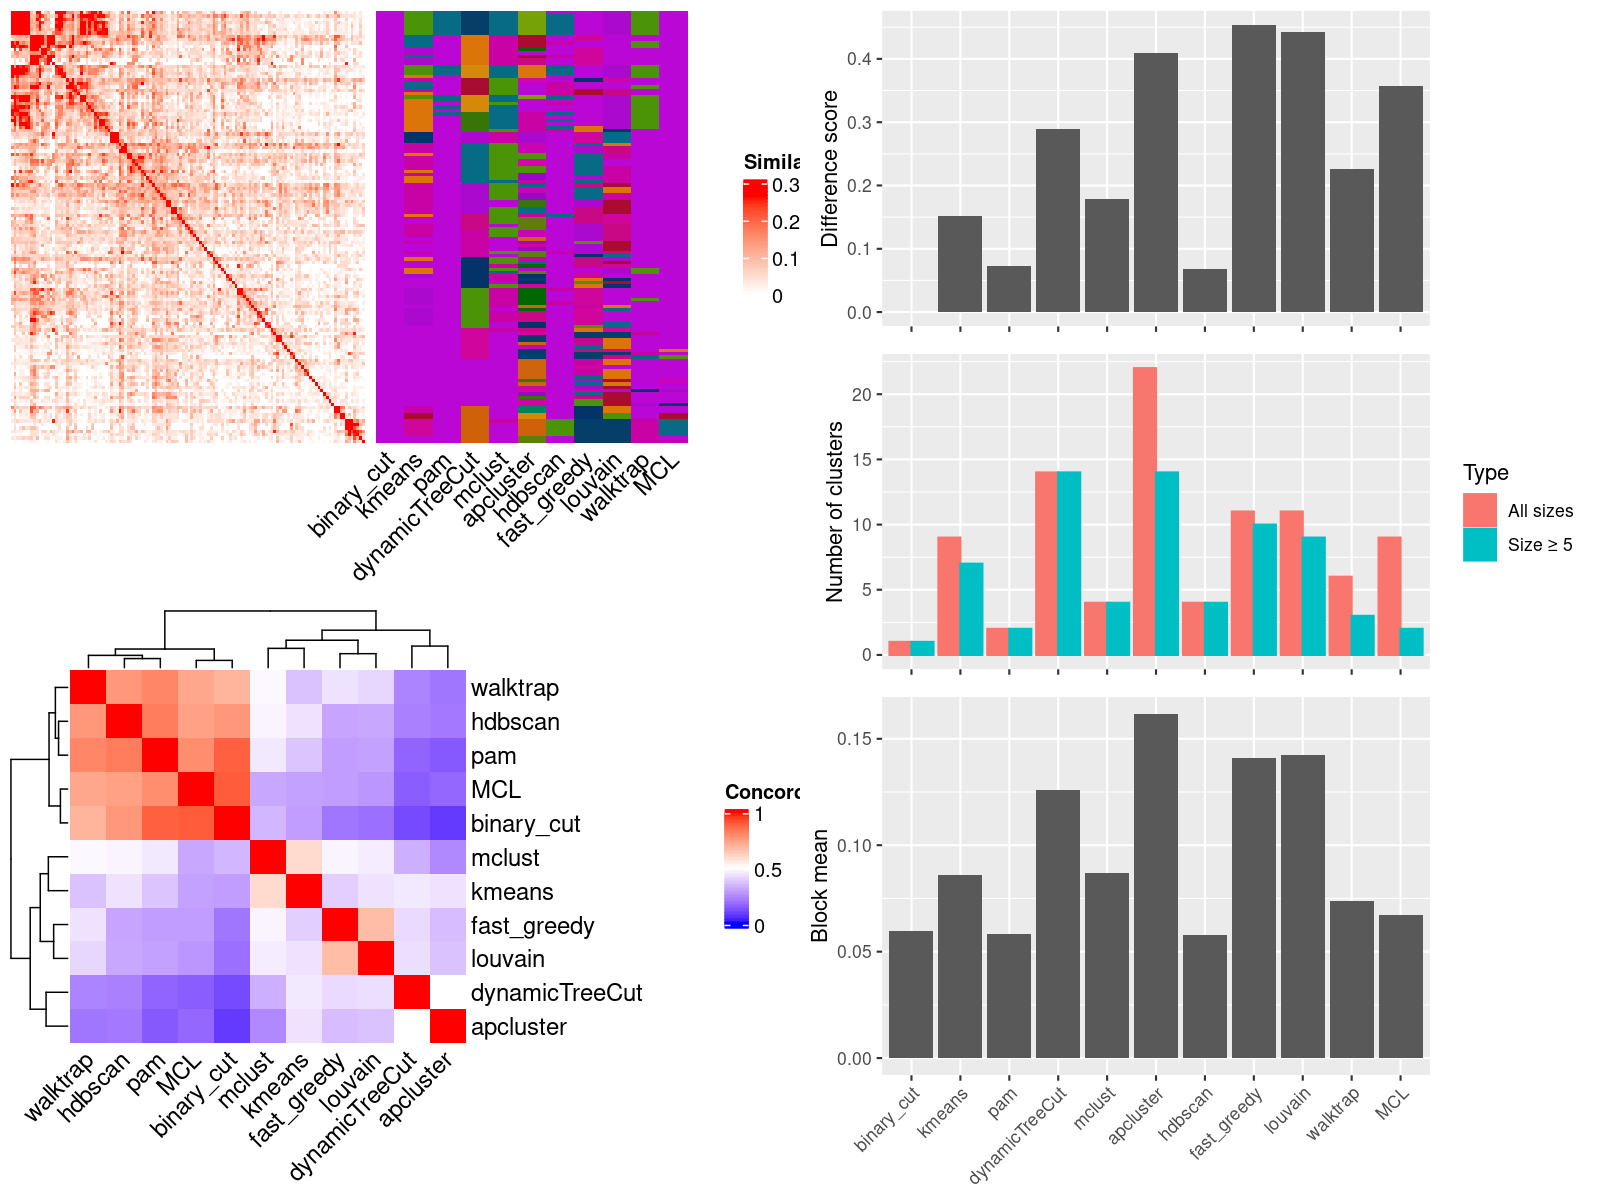 Simila
0.3
0.2
0.1
0
binary_cut
kmeans
pam
dynamicTreeCut
mclust
apcluster
hdbscan
fast_greedy
louvain
walktrap
MCL
walktrap
hdbscan
pam
MCL
binary_cut
mclust
kmeans
fast_greedy
louvain
dynamicTreeCut
apcluster
walktrap
hdbscan
pam
MCL
binary_cut
mclust
kmeans
fast_greedy
louvain
dynamicTreeCut
apcluster
Concord
1
0.5
0
Difference score
0.4
0.3
0.2
0.1
0.0
Number of clusters
20
15
10
5
0
Type
All sizes
Size ≥ 5
Block mean
0.15
0.10
0.05
0.00
binary_cut
kmeans
pam
dynamicTreeCut
mclust
apcluster
hdbscan
fast_greedy
louvain
walktrap
MCL